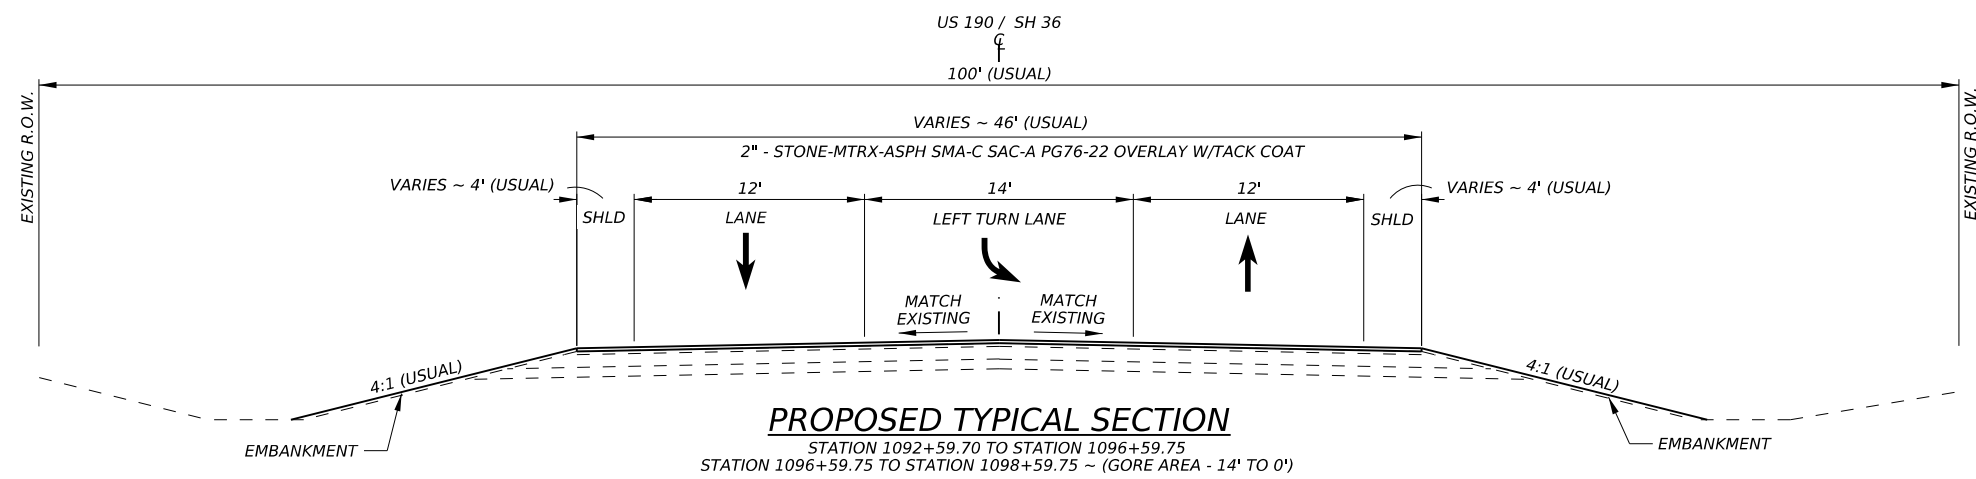 US 190 / SH 36
℄
100' (USUAL)
EXISTING R.O.W.
EXISTING R.O.W.
VARIES ~ 46' (USUAL)
2" - STONE-MTRX-ASPH SMA-C SAC-A PG76-22 OVERLAY W/TACK COAT
VARIES ~ 4' (USUAL)
12'
14'
12'
VARIES ~ 4' (USUAL)
SHLD
LANE
LEFT TURN LANE
LANE
SHLD
MATCH
EXISTING
MATCH
EXISTING
4:1 (USUAL)
4:1 (USUAL)
EMBANKMENT
EMBANKMENT
PROPOSED TYPICAL SECTION
STATION 1092+59.70 TO STATION 1096+59.75
STATION 1096+59.75 TO STATION 1098+59.75 ~ (GORE AREA - 14' TO 0')